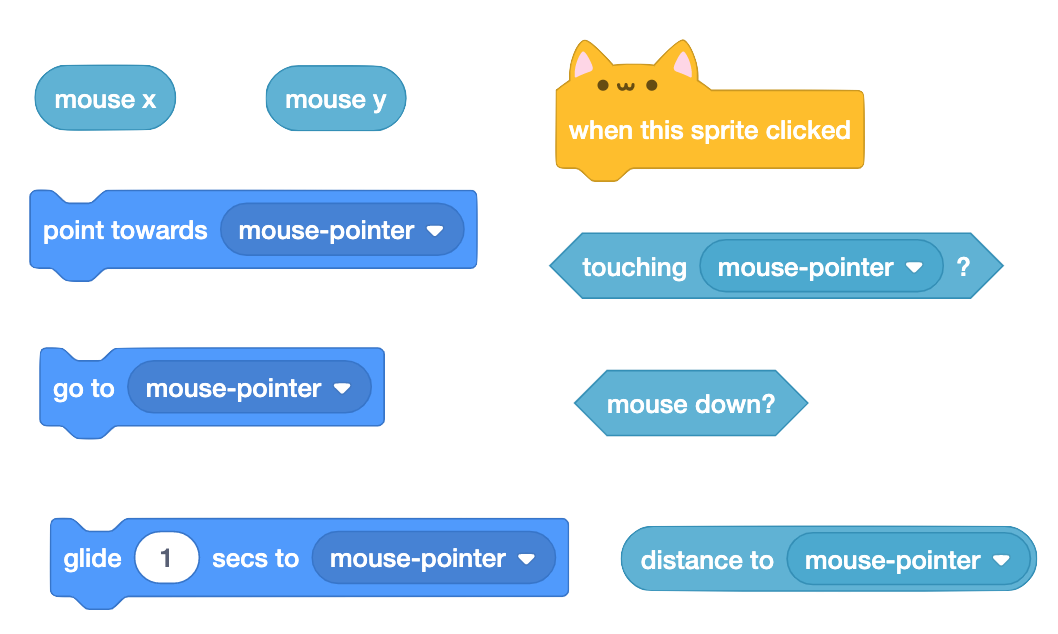 mouse x
mouse y
when this sprite clicked
point towards mouse-pointer
touching mouse-pointer ?
go to mouse-pointer
mouse down?
glide 1 secs to mouse-pointer
distance to mouse-pointer